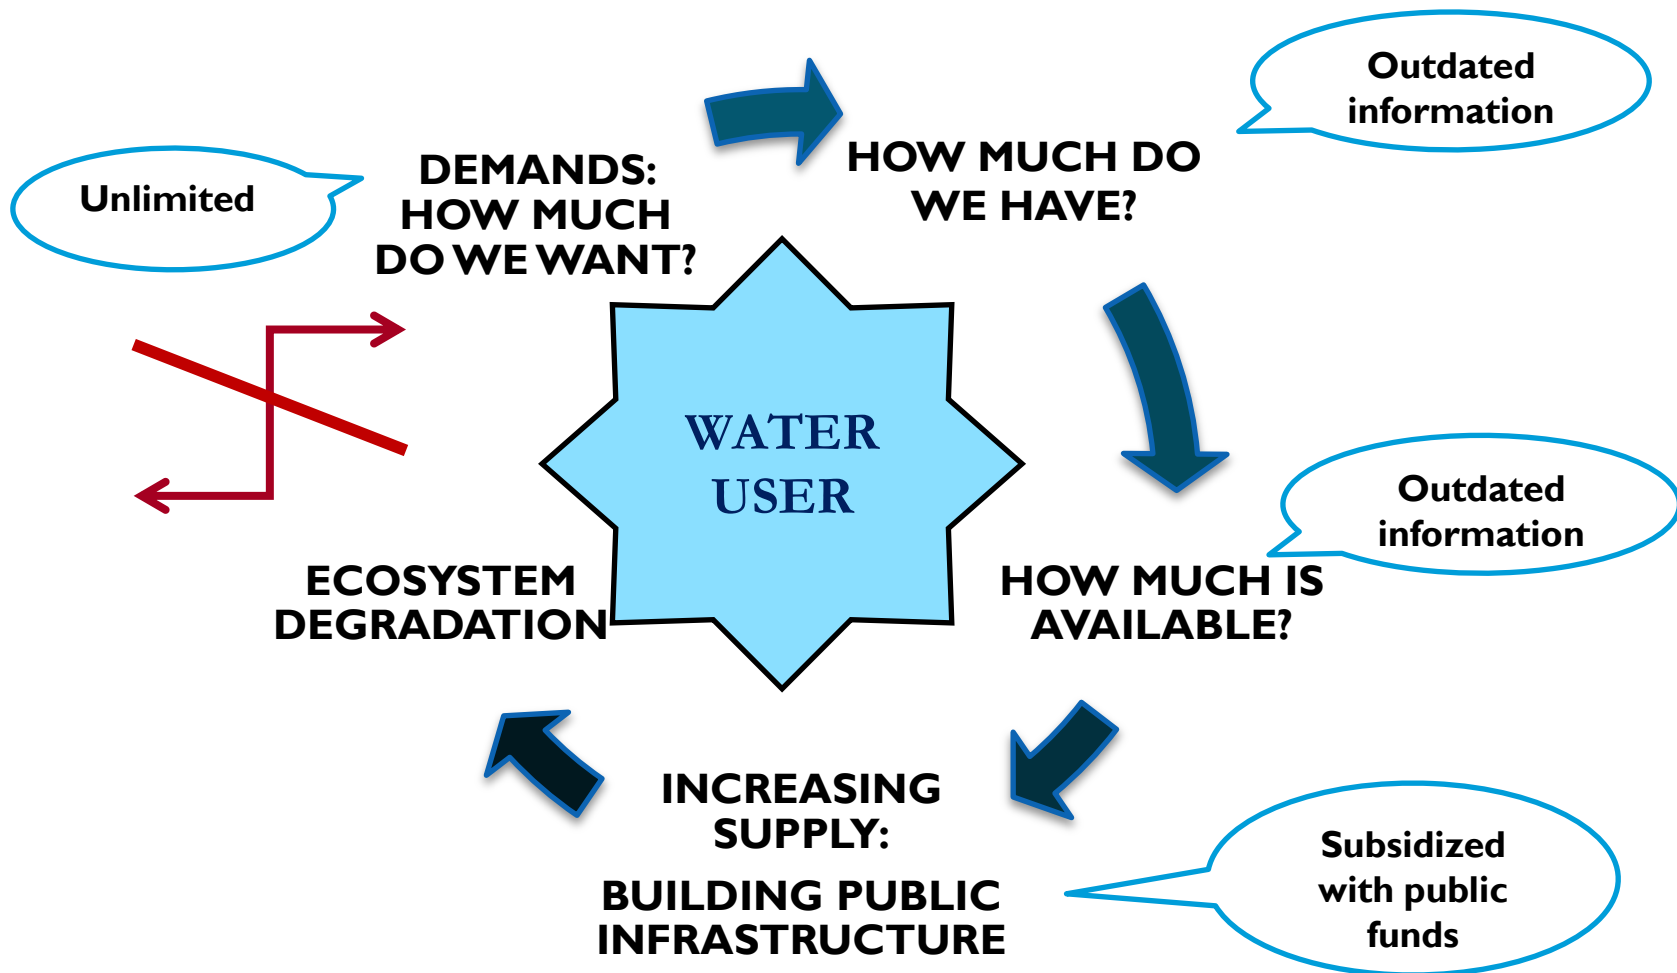 Outdated
information
Unlimited
DEMANDS:
HOW MUCH
DO WE WANT?
HOW MUCH DO
WE HAVE?
WATER
USER
Outdated
information
ECOSYSTEM
DEGRADATION
HOW MUCH IS
AVAILABLE?
INCREASING
SUPPLY:
BUILDING PUBLIC
INFRASTRUCTURE
Subsidized
with public
funds